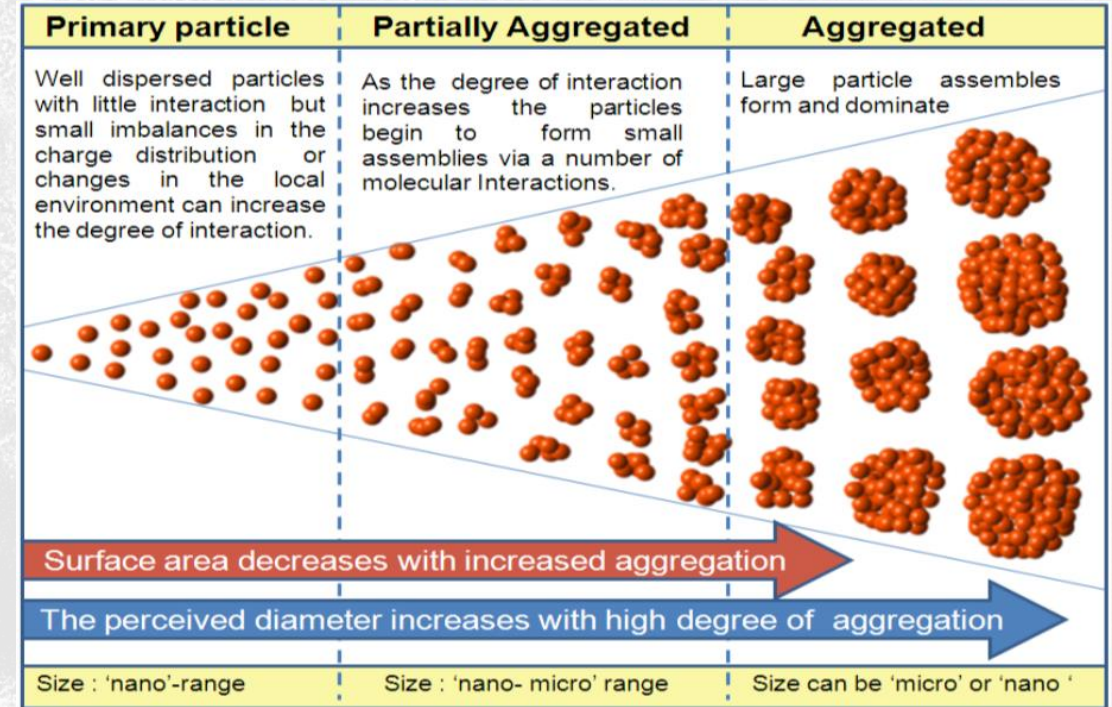 Primary particle
Well dispersed particles
with little interaction but
small imbalances in the
charge distribution or
changes in the local
environment can increase
the degree of interaction.
Partially Aggregated
As the degree of interaction
increases the particles
begin to form small
assemblies via a number of
molecular Interactions.
Aggregated
Large particle assembles
form and dominate
Surface area decreases with increased aggregation
The perceived diameter increases with high degree of aggregation
Size : ‘nano’-range
Size : ‘nano- micro’ range
Size can be ‘micro’ or ‘nano ‘